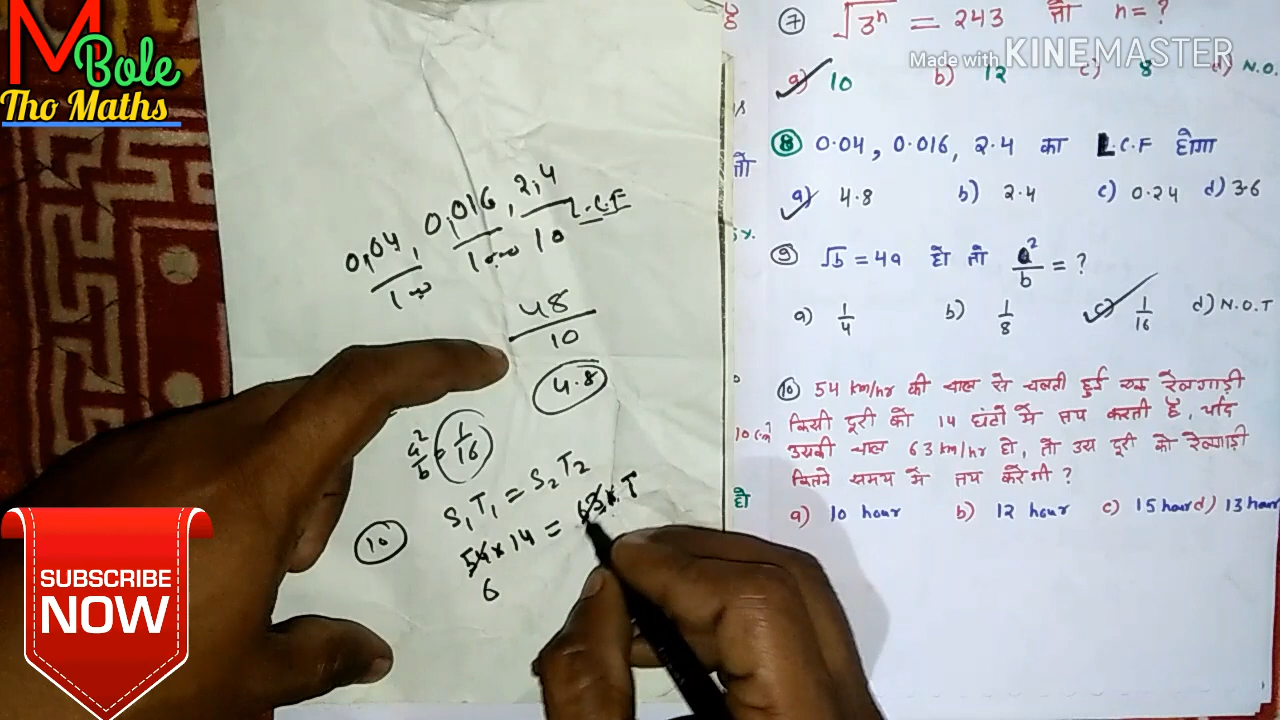 M Bole
Tho Maths
Made with KINEMASTER
SUBSCRIBE
NOW
0.04, 0.016, 2.4 L.C.F
100 1000 10
48
10
4.8
a²/b = 1/16
10
S₁T₁ = S₂T₂
54 x 14 = 63 x T
6
7 √3ⁿ = 243 तो n = ?
a) 10 b) 12 c) 8 d) N.O.
8 0.04, 0.016, 2.4 का L.C.F होगा
a) 4.8 b) 2.4 c) 0.24 d) 3.6
9 √b = 4a हो तो a²/b = ?
a) 1/4 b) 1/8 c) 1/16 d) N.O.T
10 54 km/hr की चाल से चलती हुई एक रेलगाड़ी
किसी दूरी को 14 घंटों में तय करती है, यदि
उसकी चाल 63 km/hr हो, तो उस दूरी को रेलगाड़ी
कितने समय में तय करेगी ?
a) 10 hour b) 12 hour c) 15 hour d) 13 hour